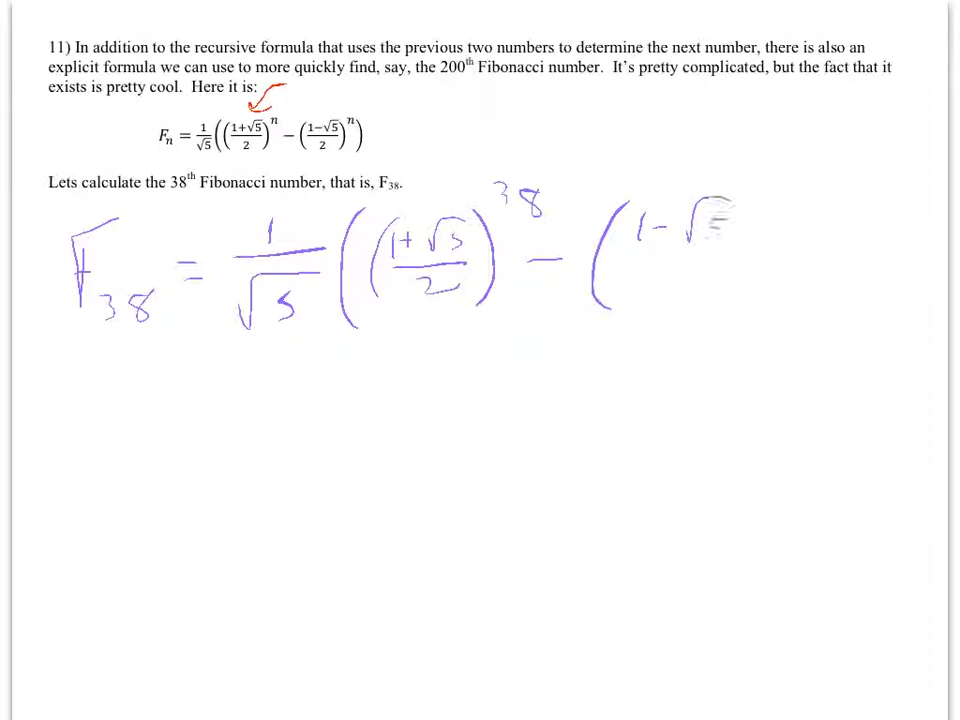 11) In addition to the recursive formula that uses the previous two numbers to determine the next number, there is also an
explicit formula we can use to more quickly find, say, the 200th Fibonacci number. It's pretty complicated, but the fact that it
exists is pretty cool. Here it is:
Fn = 1/√5 ( ( (1+√5)/2 )^n − ( (1−√5)/2 )^n )
Lets calculate the 38th Fibonacci number, that is, F38.
F38 = 1/√5 ( ( (1+√5)/2 )^38 − ( 1−√